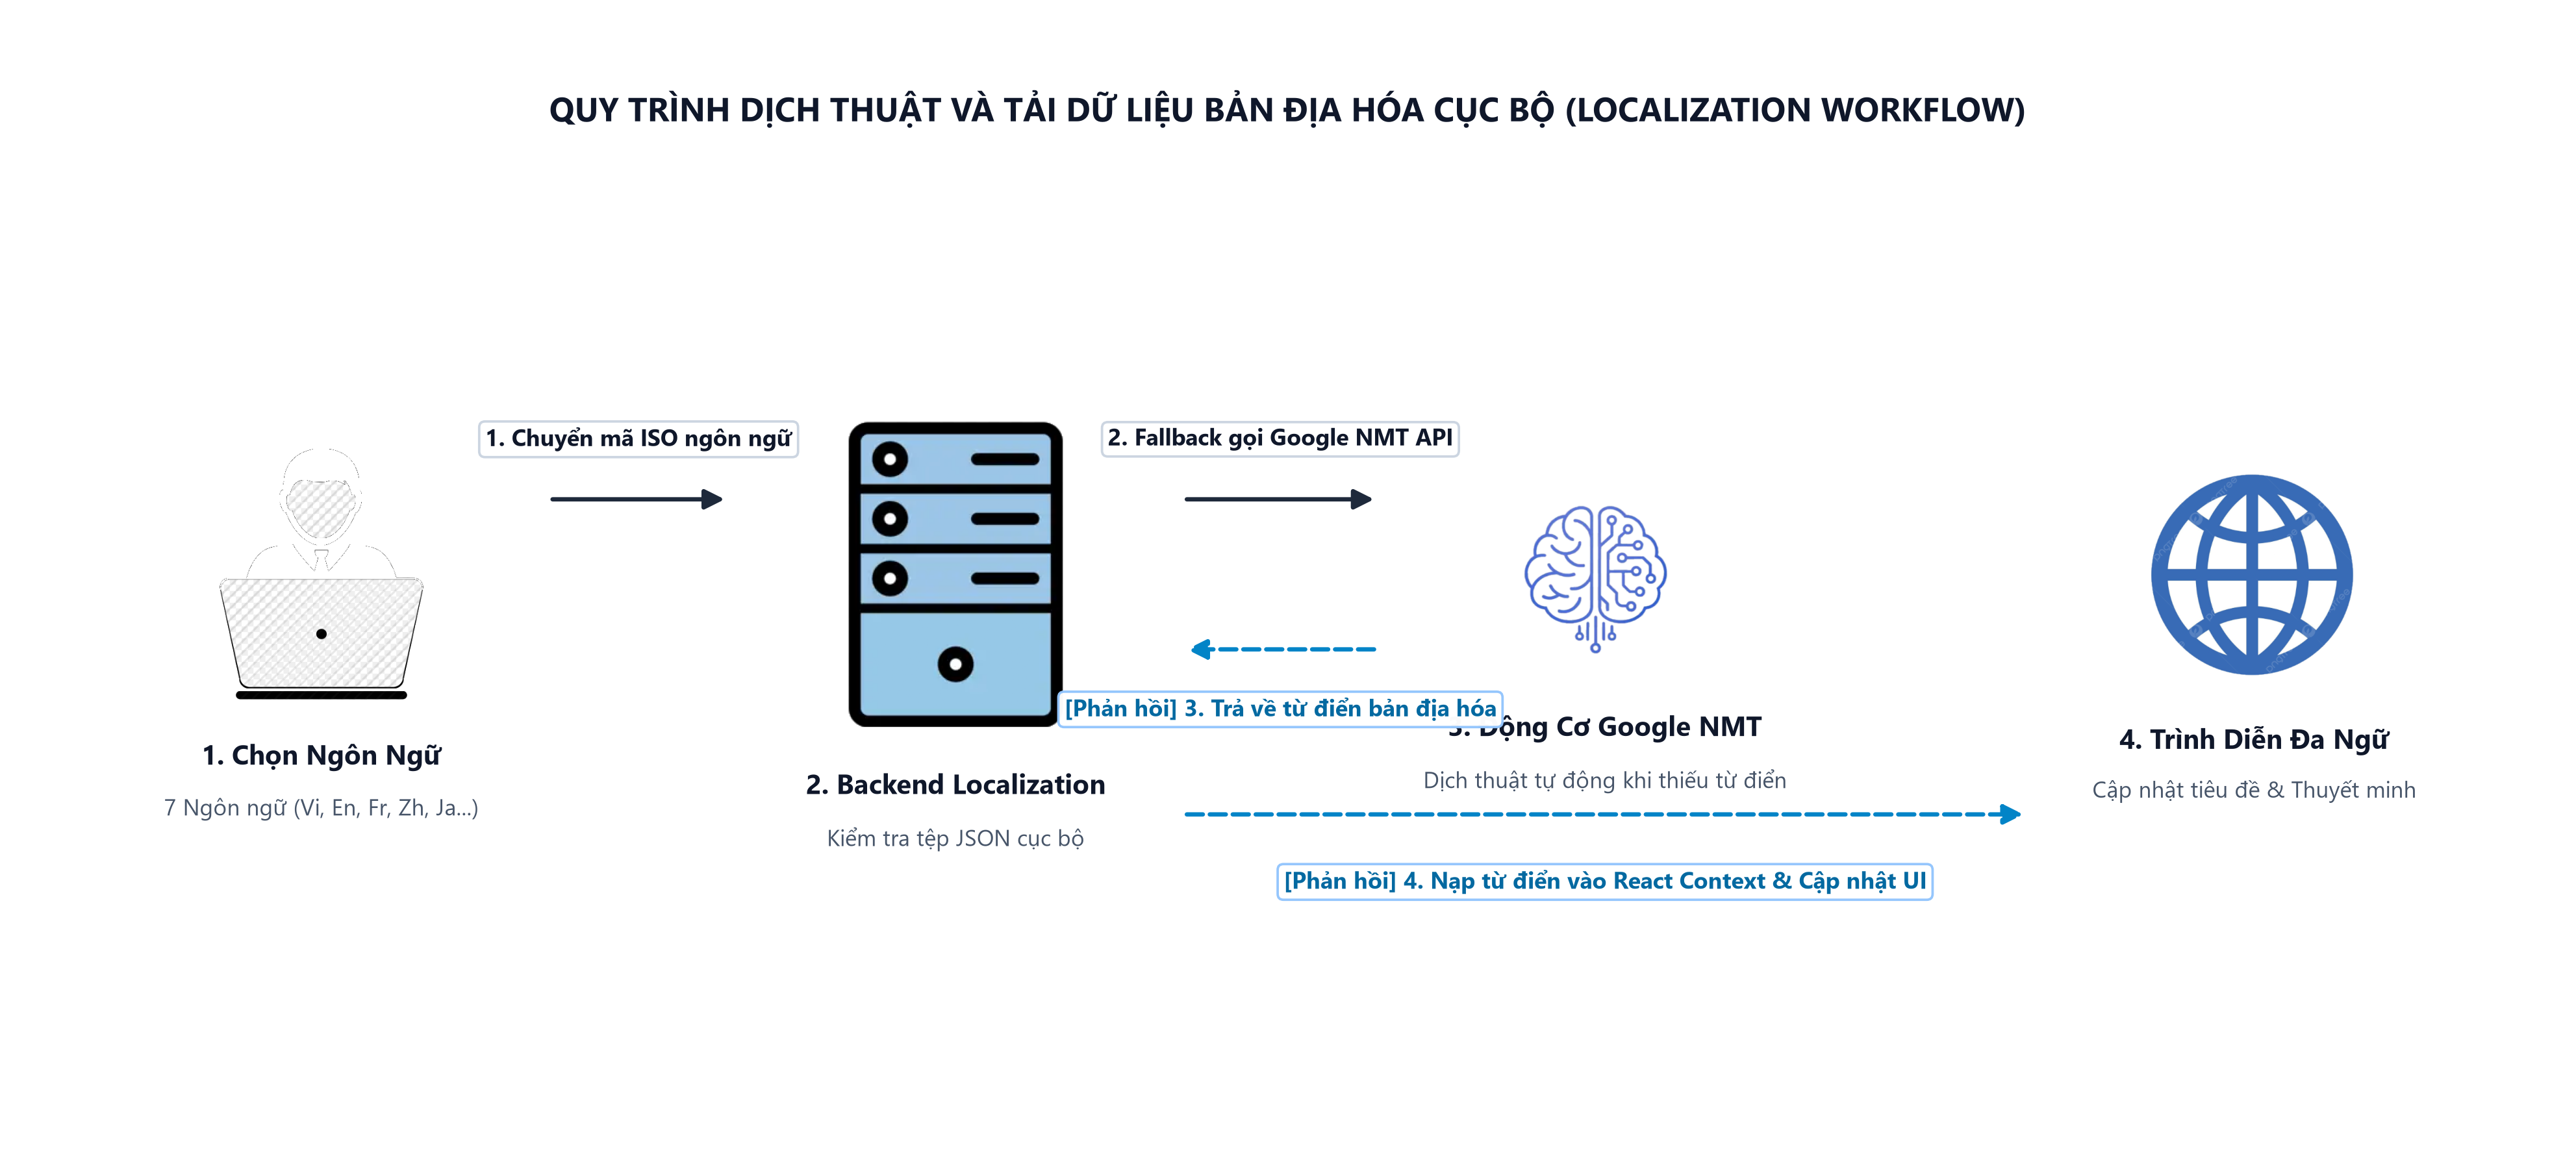 QUY TRÌNH DỊCH THUẬT VÀ TẢI DỮ LIỆU BẢN ĐỊA HÓA CỤC BỘ (LOCALIZATION WORKFLOW)
1. Chuyển mã ISO ngôn ngữ
2. Fallback gọi Google NMT API
[Phản hồi] 3. Trả về từ điển bản địa hóa
1. Chọn Ngôn Ngữ
7 Ngôn ngữ (Vi, En, Fr, Zh, Ja...)
2. Backend Localization
Kiểm tra tệp JSON cục bộ
3. Động Cơ Google NMT
Dịch thuật tự động khi thiếu từ điển
4. Trình Diễn Đa Ngữ
Cập nhật tiêu đề & Thuyết minh
[Phản hồi] 4. Nạp từ điển vào React Context & Cập nhật UI